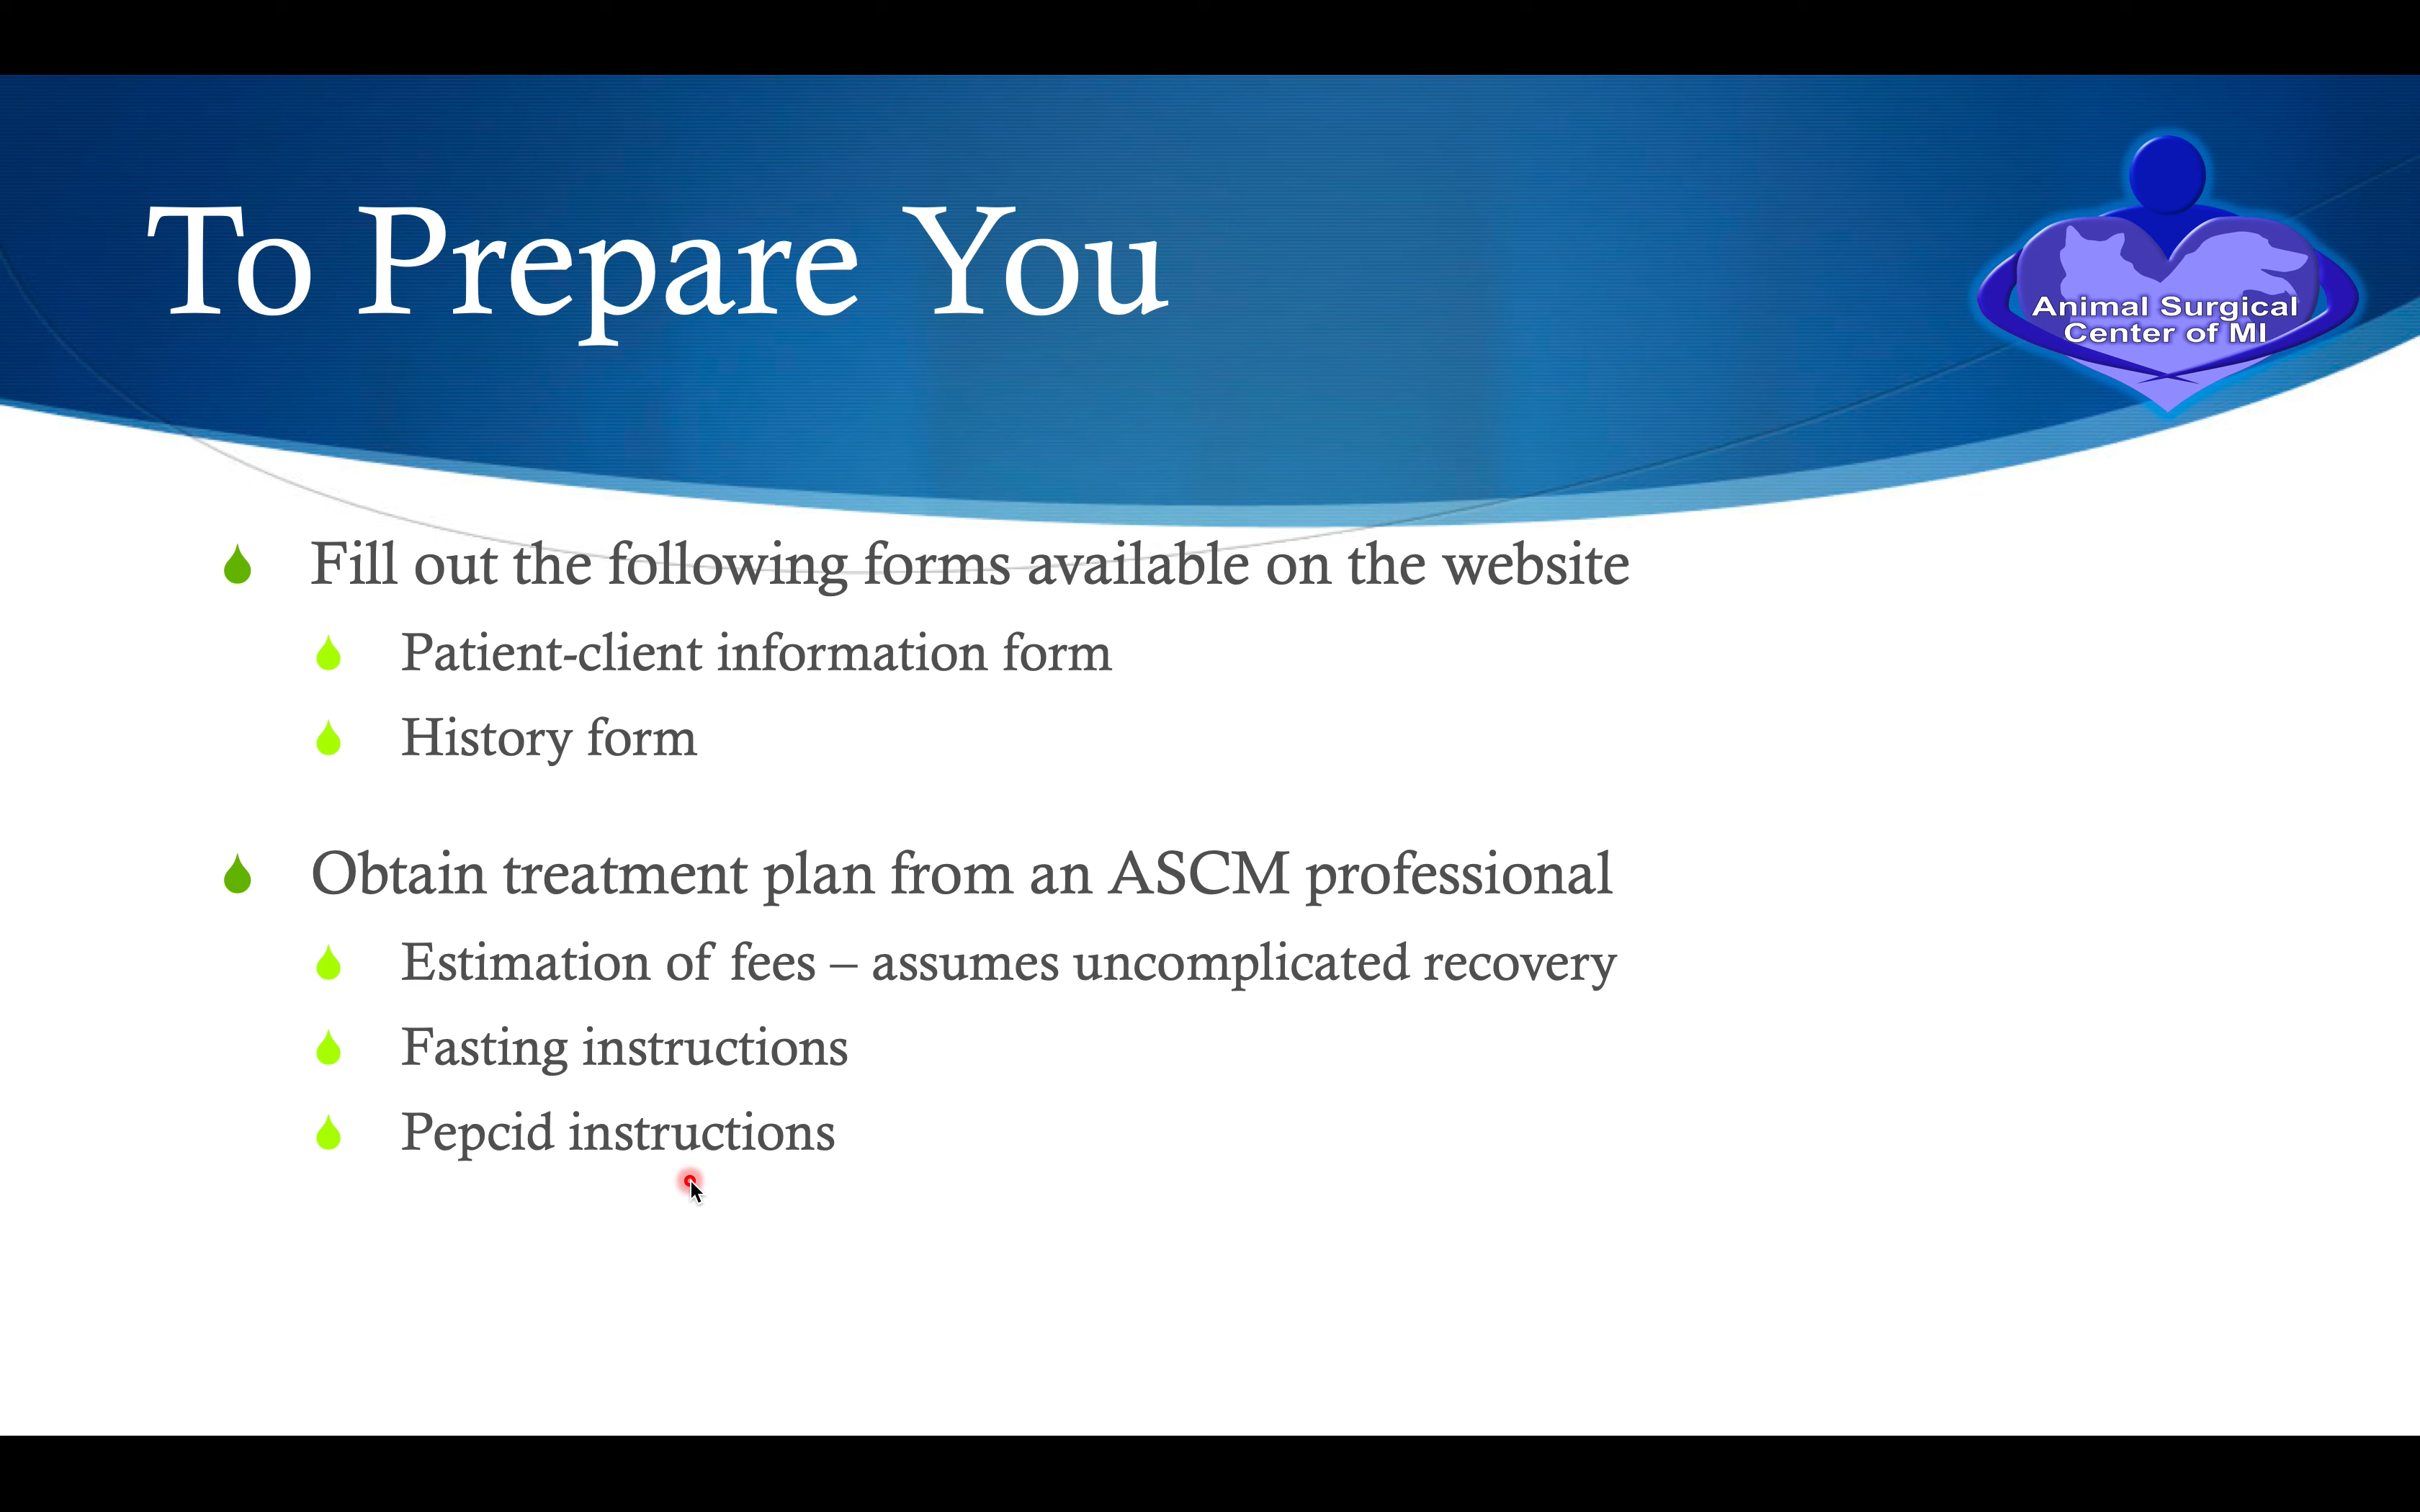 To Prepare You
Animal Surgical
Center of MI
Fill out the following forms available on the website
Patient-client information form
History form
Obtain treatment plan from an ASCM professional
Estimation of fees – assumes uncomplicated recovery
Fasting instructions
Pepcid instructions